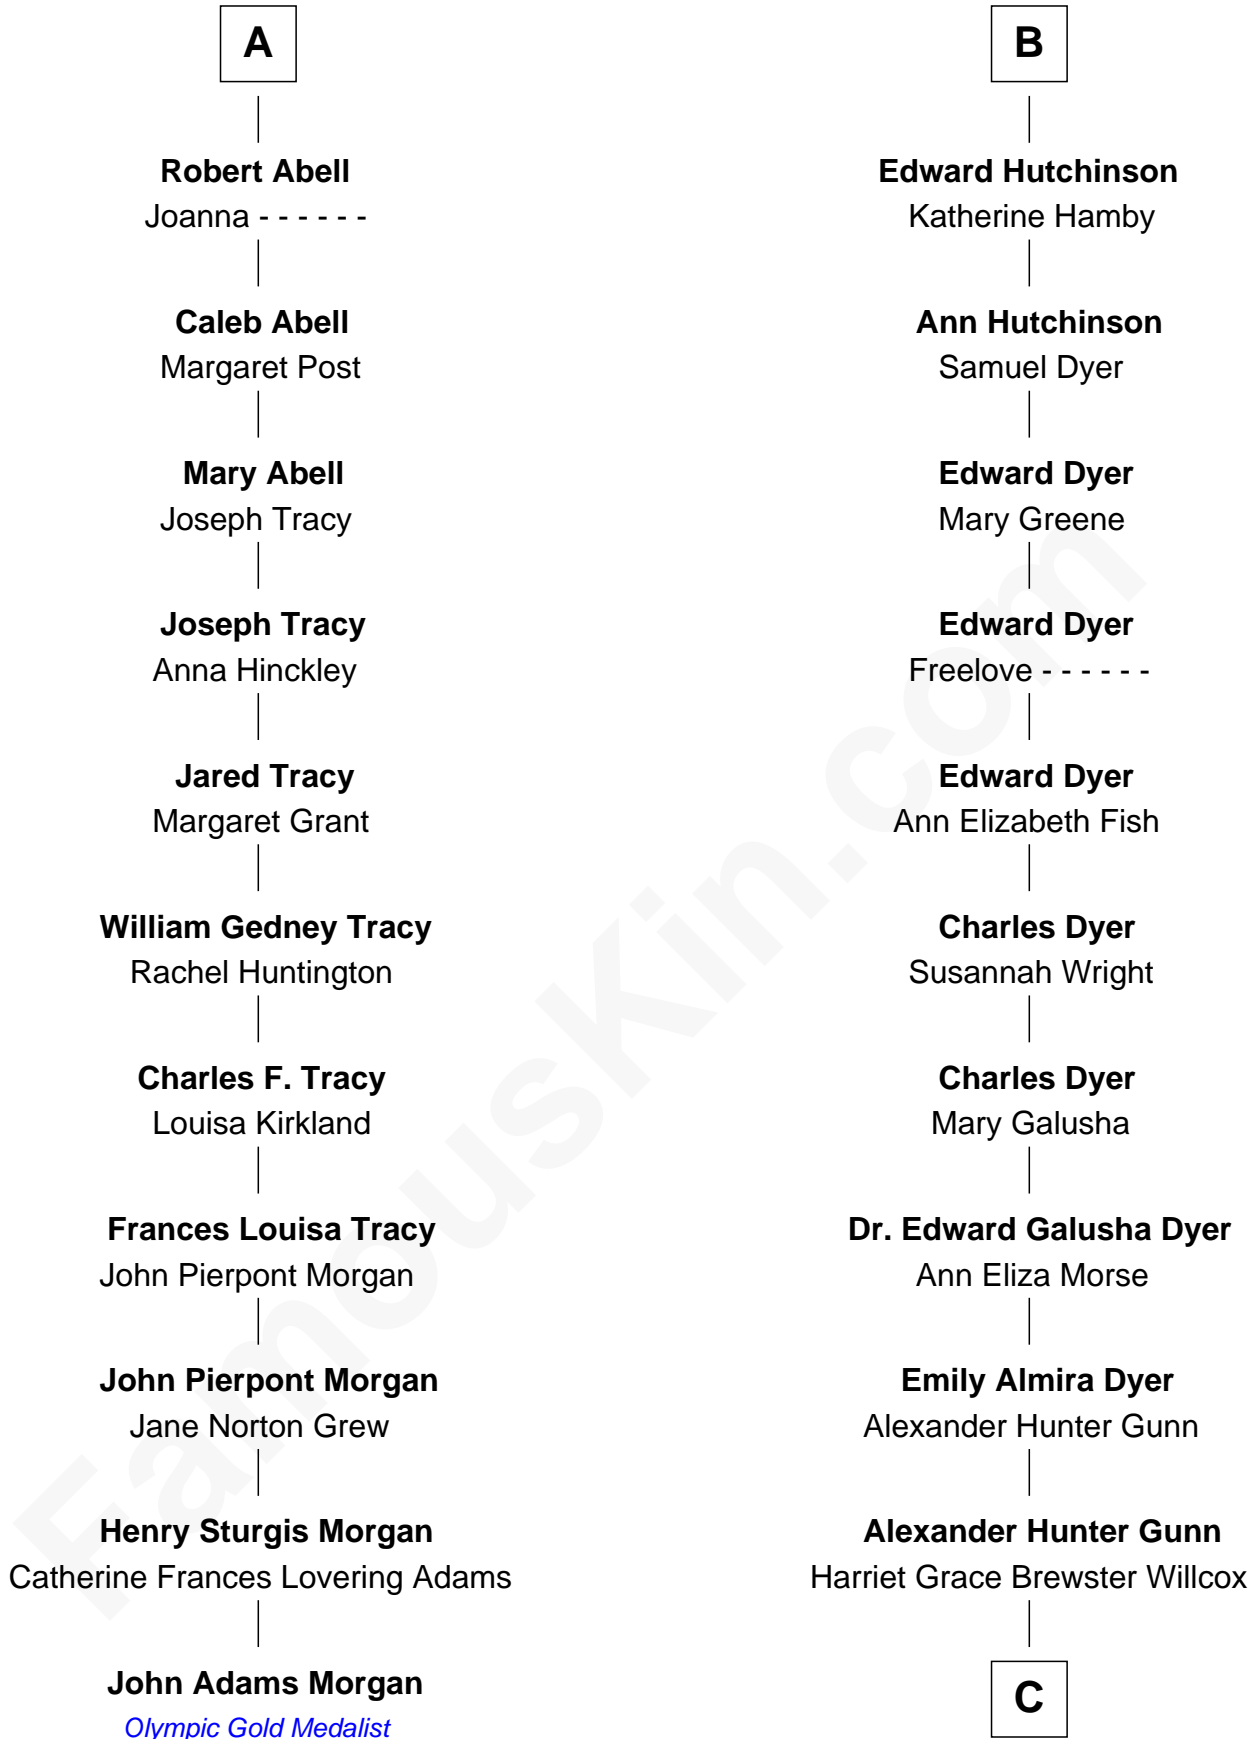 A
Robert Abell
Joanna - - - - - -
Caleb Abell
Margaret Post
Mary Abell
Joseph Tracy
Joseph Tracy
Anna Hinckley
Jared Tracy
Margaret Grant
William Gedney Tracy
Rachel Huntington
Charles F. Tracy
Louisa Kirkland
Frances Louisa Tracy
John Pierpont Morgan
John Pierpont Morgan
Jane Norton Grew
Henry Sturgis Morgan
Catherine Frances Lovering Adams
John Adams Morgan
Olympic Gold Medalist
B
Edward Hutchinson
Katherine Hamby
Ann Hutchinson
Samuel Dyer
Edward Dyer
Mary Greene
Edward Dyer
Freelove - - - - - -
Edward Dyer
Ann Elizabeth Fish
Charles Dyer
Susannah Wright
Charles Dyer
Mary Galusha
Dr. Edward Galusha Dyer
Ann Eliza Morse
Emily Almira Dyer
Alexander Hunter Gunn
Alexander Hunter Gunn
Harriet Grace Brewster Willcox
C
FamousKin.com